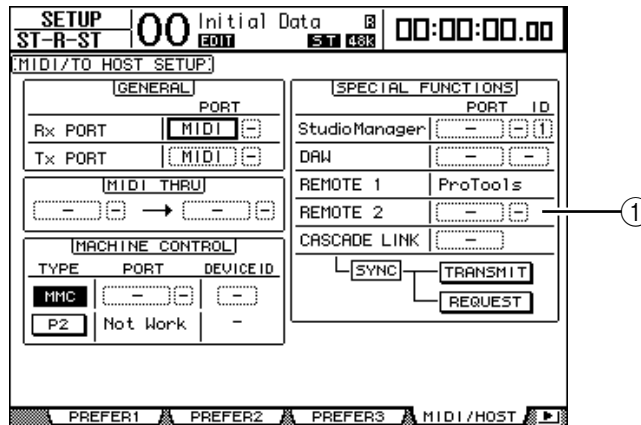 SETUP
ST-R-ST
00 Initial Data
EDIT ST 48K
00:00:00.00
MIDI/TO HOST SETUP
GENERAL
PORT
Rx PORT MIDI -
Tx PORT MIDI -
MIDI THRU
- - → - -
MACHINE CONTROL
TYPE PORT DEVICE ID
MMC - - -
P2 Not Work -
SPECIAL FUNCTIONS
PORT ID
StudioManager - - 1
DAW - -
REMOTE 1 ProTools
REMOTE 2 - -
CASCADE LINK -
SYNC TRANSMIT
REQUEST
1
PREFER1 PREFER2 PREFER3 MIDI/HOST